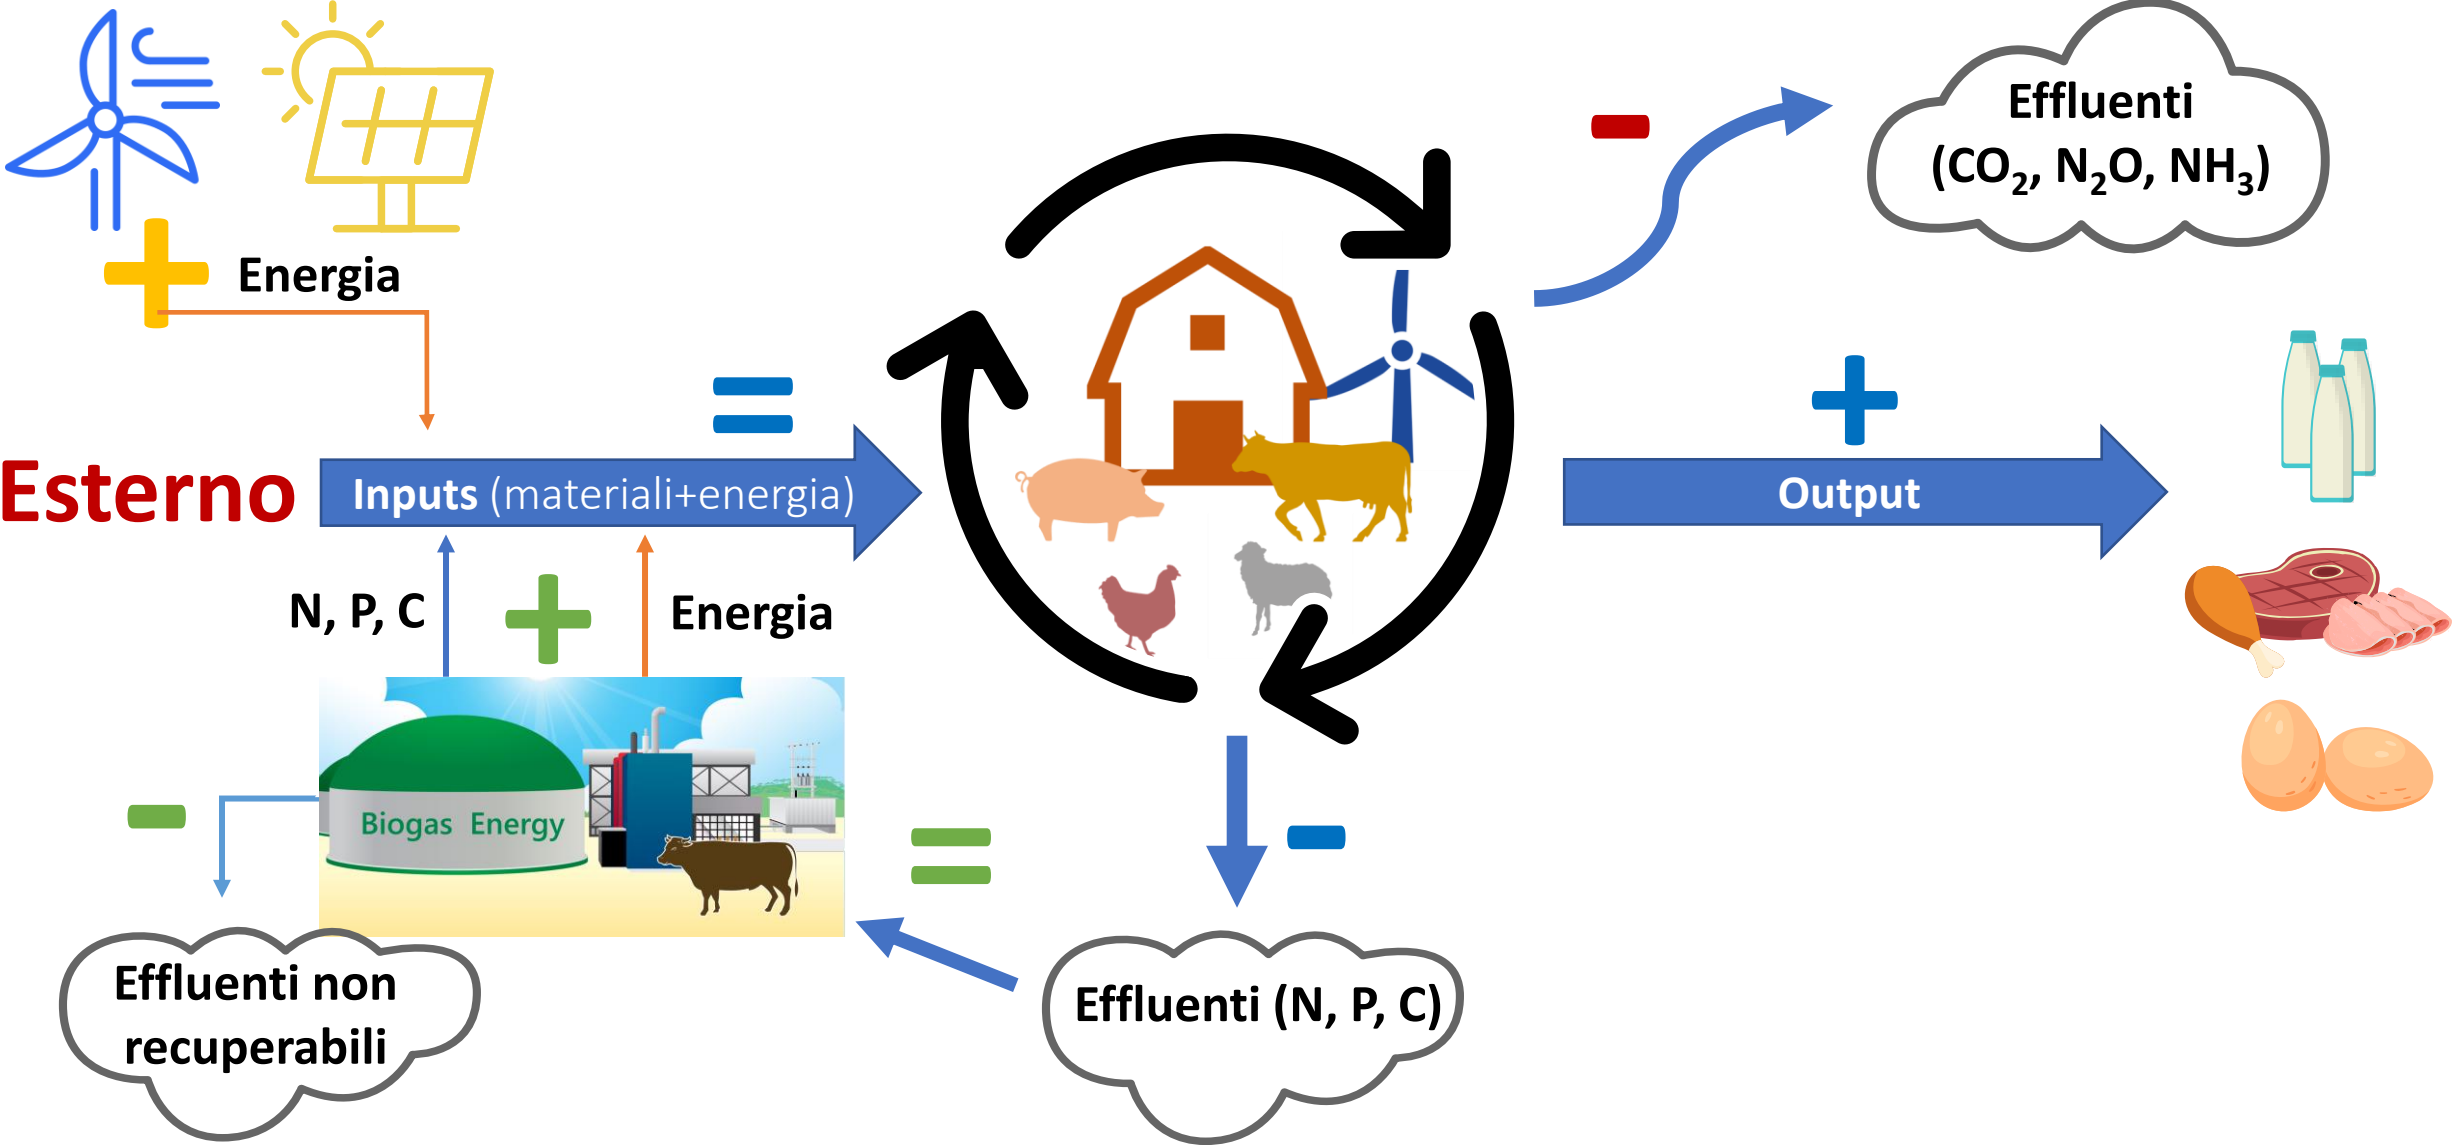 Effluenti
(CO₂, N₂O, NH₃)
Energia
Esterno
Inputs (materiali+energia)
Output
N, P, C
Energia
Biogas Energy
Effluenti non
recuperabili
Effluenti (N, P, C)